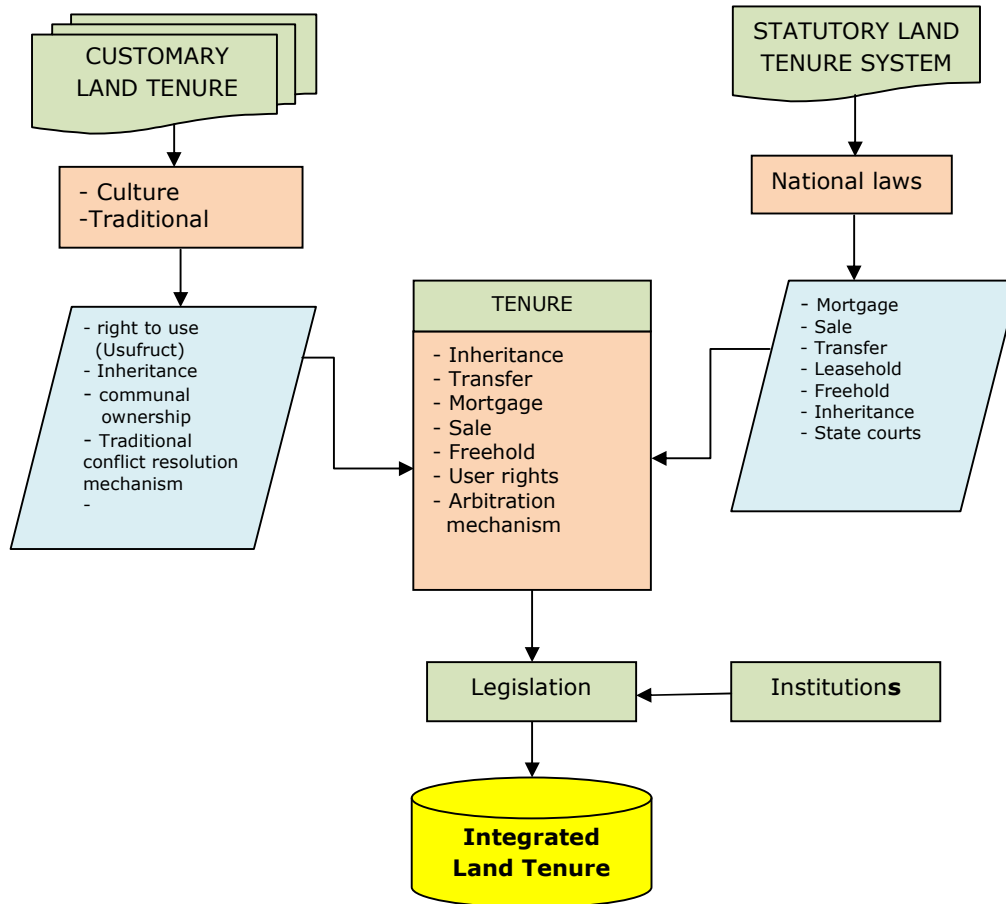 CUSTOMARY
LAND TENURE
STATUTORY LAND
TENURE SYSTEM
- Culture
-Traditional
National laws
- right to use
(Usufruct)
- Inheritance
- communal
ownership
- Traditional
conflict resolution
mechanism
-
TENURE
- Inheritance
- Transfer
- Mortgage
- Sale
- Freehold
- User rights
- Arbitration
mechanism
- Mortgage
- Sale
- Transfer
- Leasehold
- Freehold
- Inheritance
- State courts
Legislation
Institutions
Integrated
Land Tenure